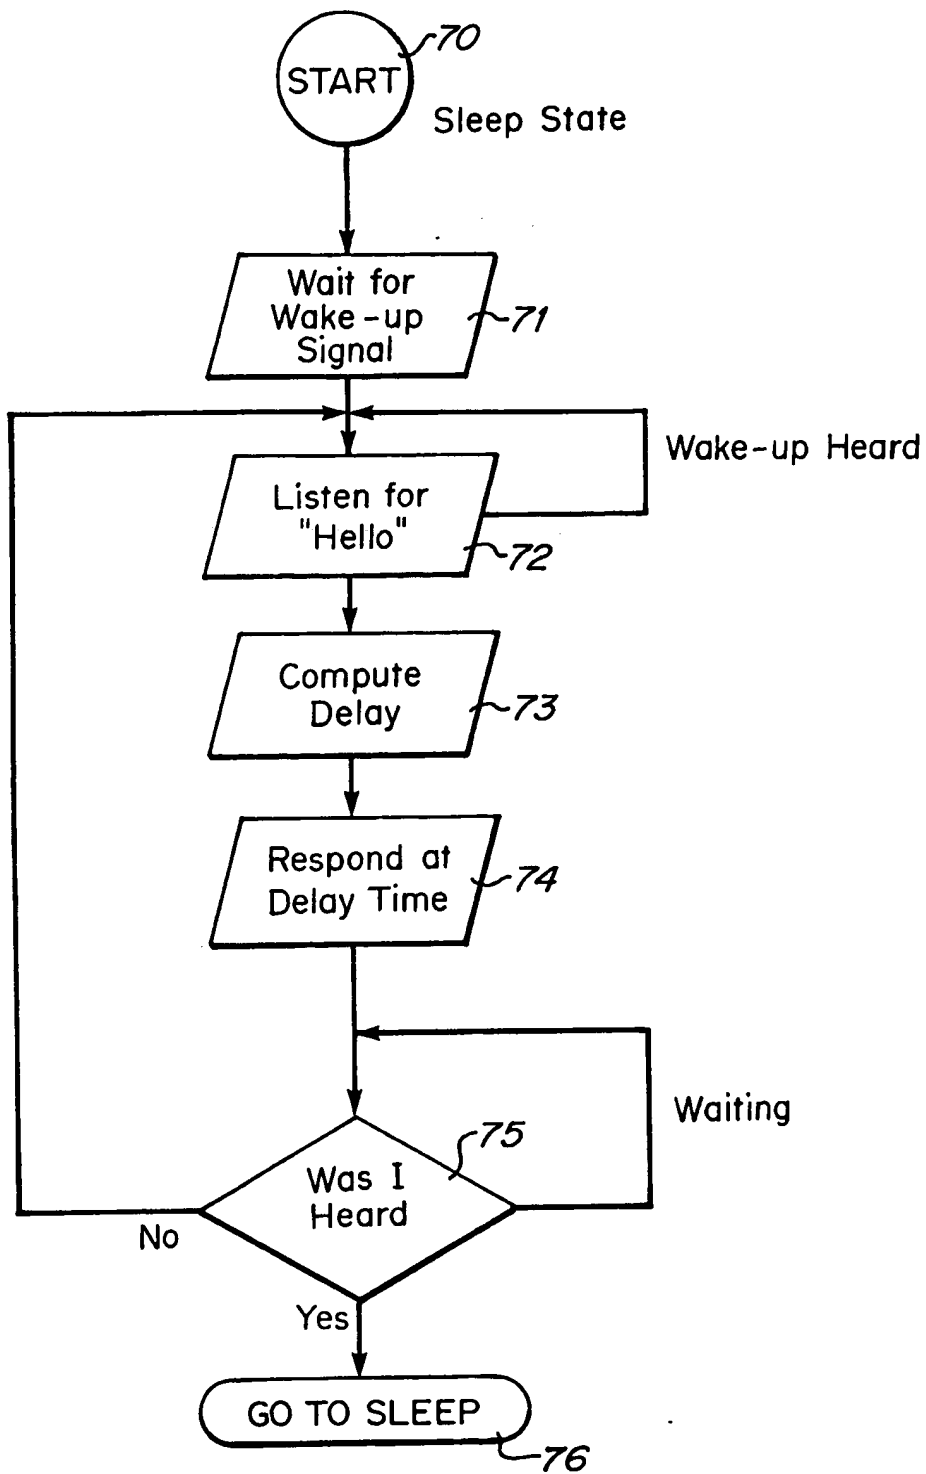 70
START
Sleep State
Wait for
Wake-up
Signal
71
Wake-up Heard
Listen for
"Hello"
72
Compute
Delay
73
Respond at
Delay Time
74
Waiting
75
Was I
Heard
No
Yes
GO TO SLEEP
76